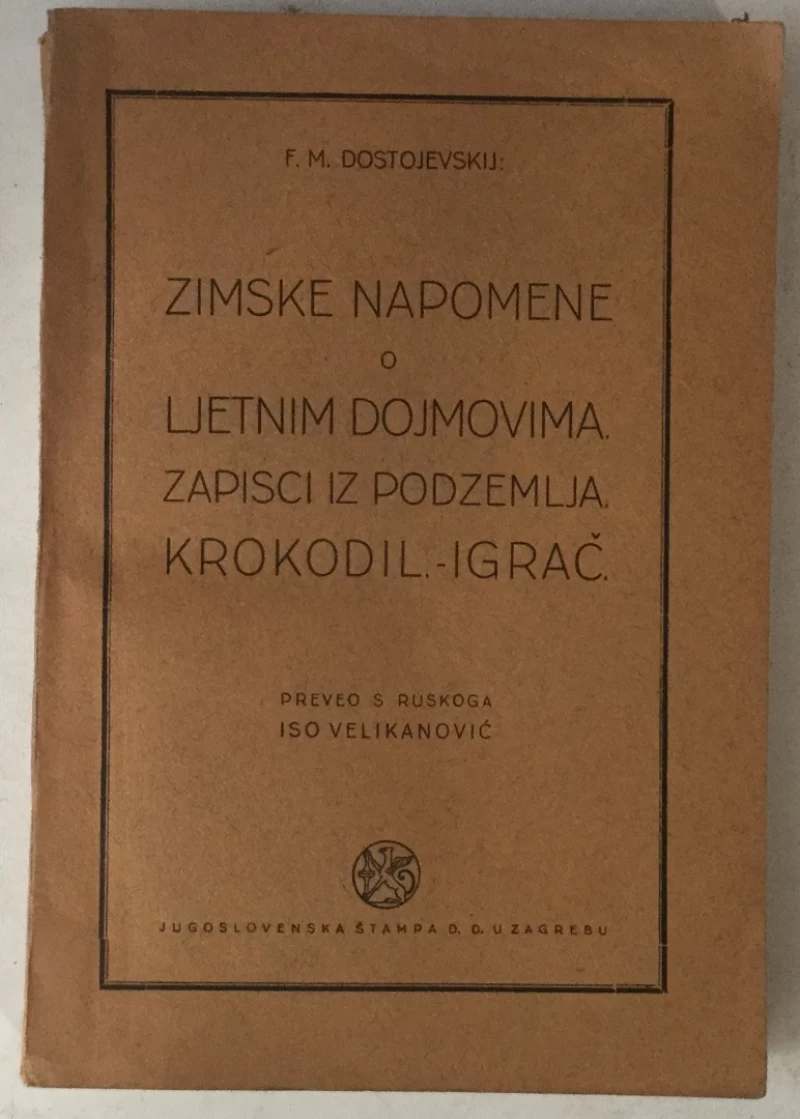 F. M. DOSTOJEVSKIJ:
ZIMSKE NAPOMENE
O
LJETNIM DOJMOVIMA.
ZAPISCI IZ PODZEMLJA.
KROKODIL.-IGRAČ.
PREVEO S RUSKOGA
ISO VELIKANOVIĆ
JUGOSLOVENSKA ŠTAMPA D. D. U ZAGREBU